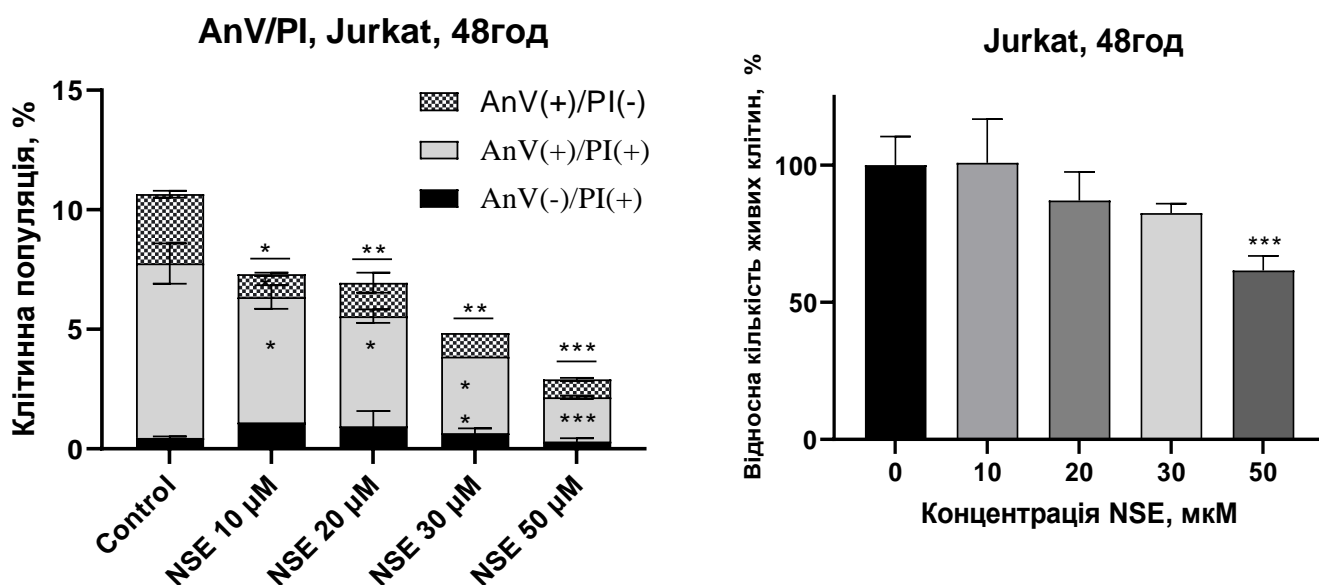 AnV/PI, Jurkat, 48год
Клітинна популяція, %
15
10
5
0
AnV(+)/PI(-)
AnV(+)/PI(+)
AnV(-)/PI(+)
*
**
**
***
*
*
*
*
***
Control
NSE 10 µM
NSE 20 µM
NSE 30 µM
NSE 50 µM
Jurkat, 48год
Відносна кількість живих клітин, %
100
50
0
***
0 10 20 30 50
Концентрація NSE, мкМ